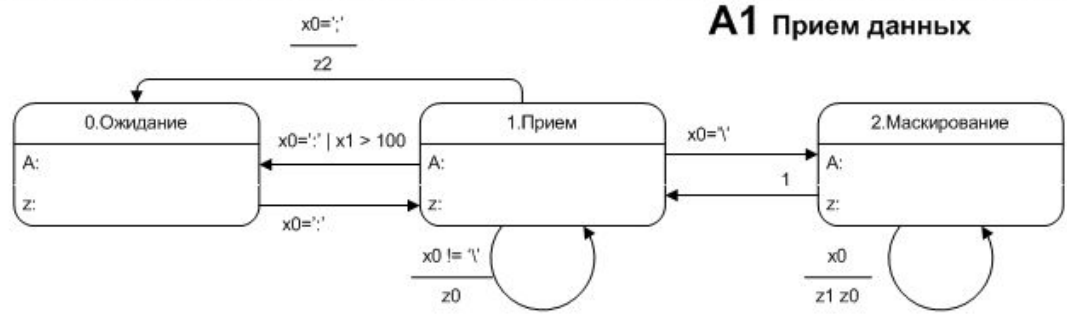 A1 Прием данных
x0=';'
z2
0.Ожидание
A:
z:
x0=':' | x1 > 100
x0=':'
1.Прием
A:
z:
x0='\'
1
2.Маскирование
A:
z:
x0 != '\'
z0
x0
z1 z0